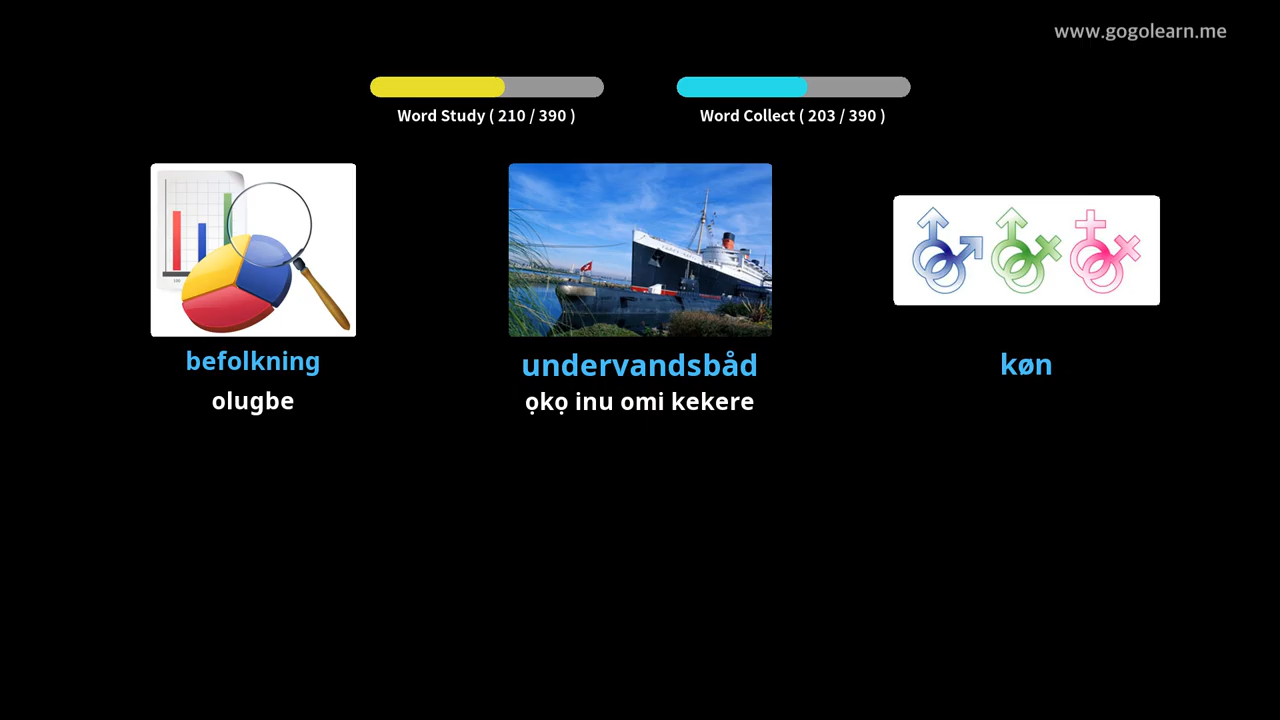 www.gogolearn.me
Word Study ( 210 / 390 )
Word Collect ( 203 / 390 )
befolkning
undervandsbåd
køn
olugbe
ọkọ inu omi kekere